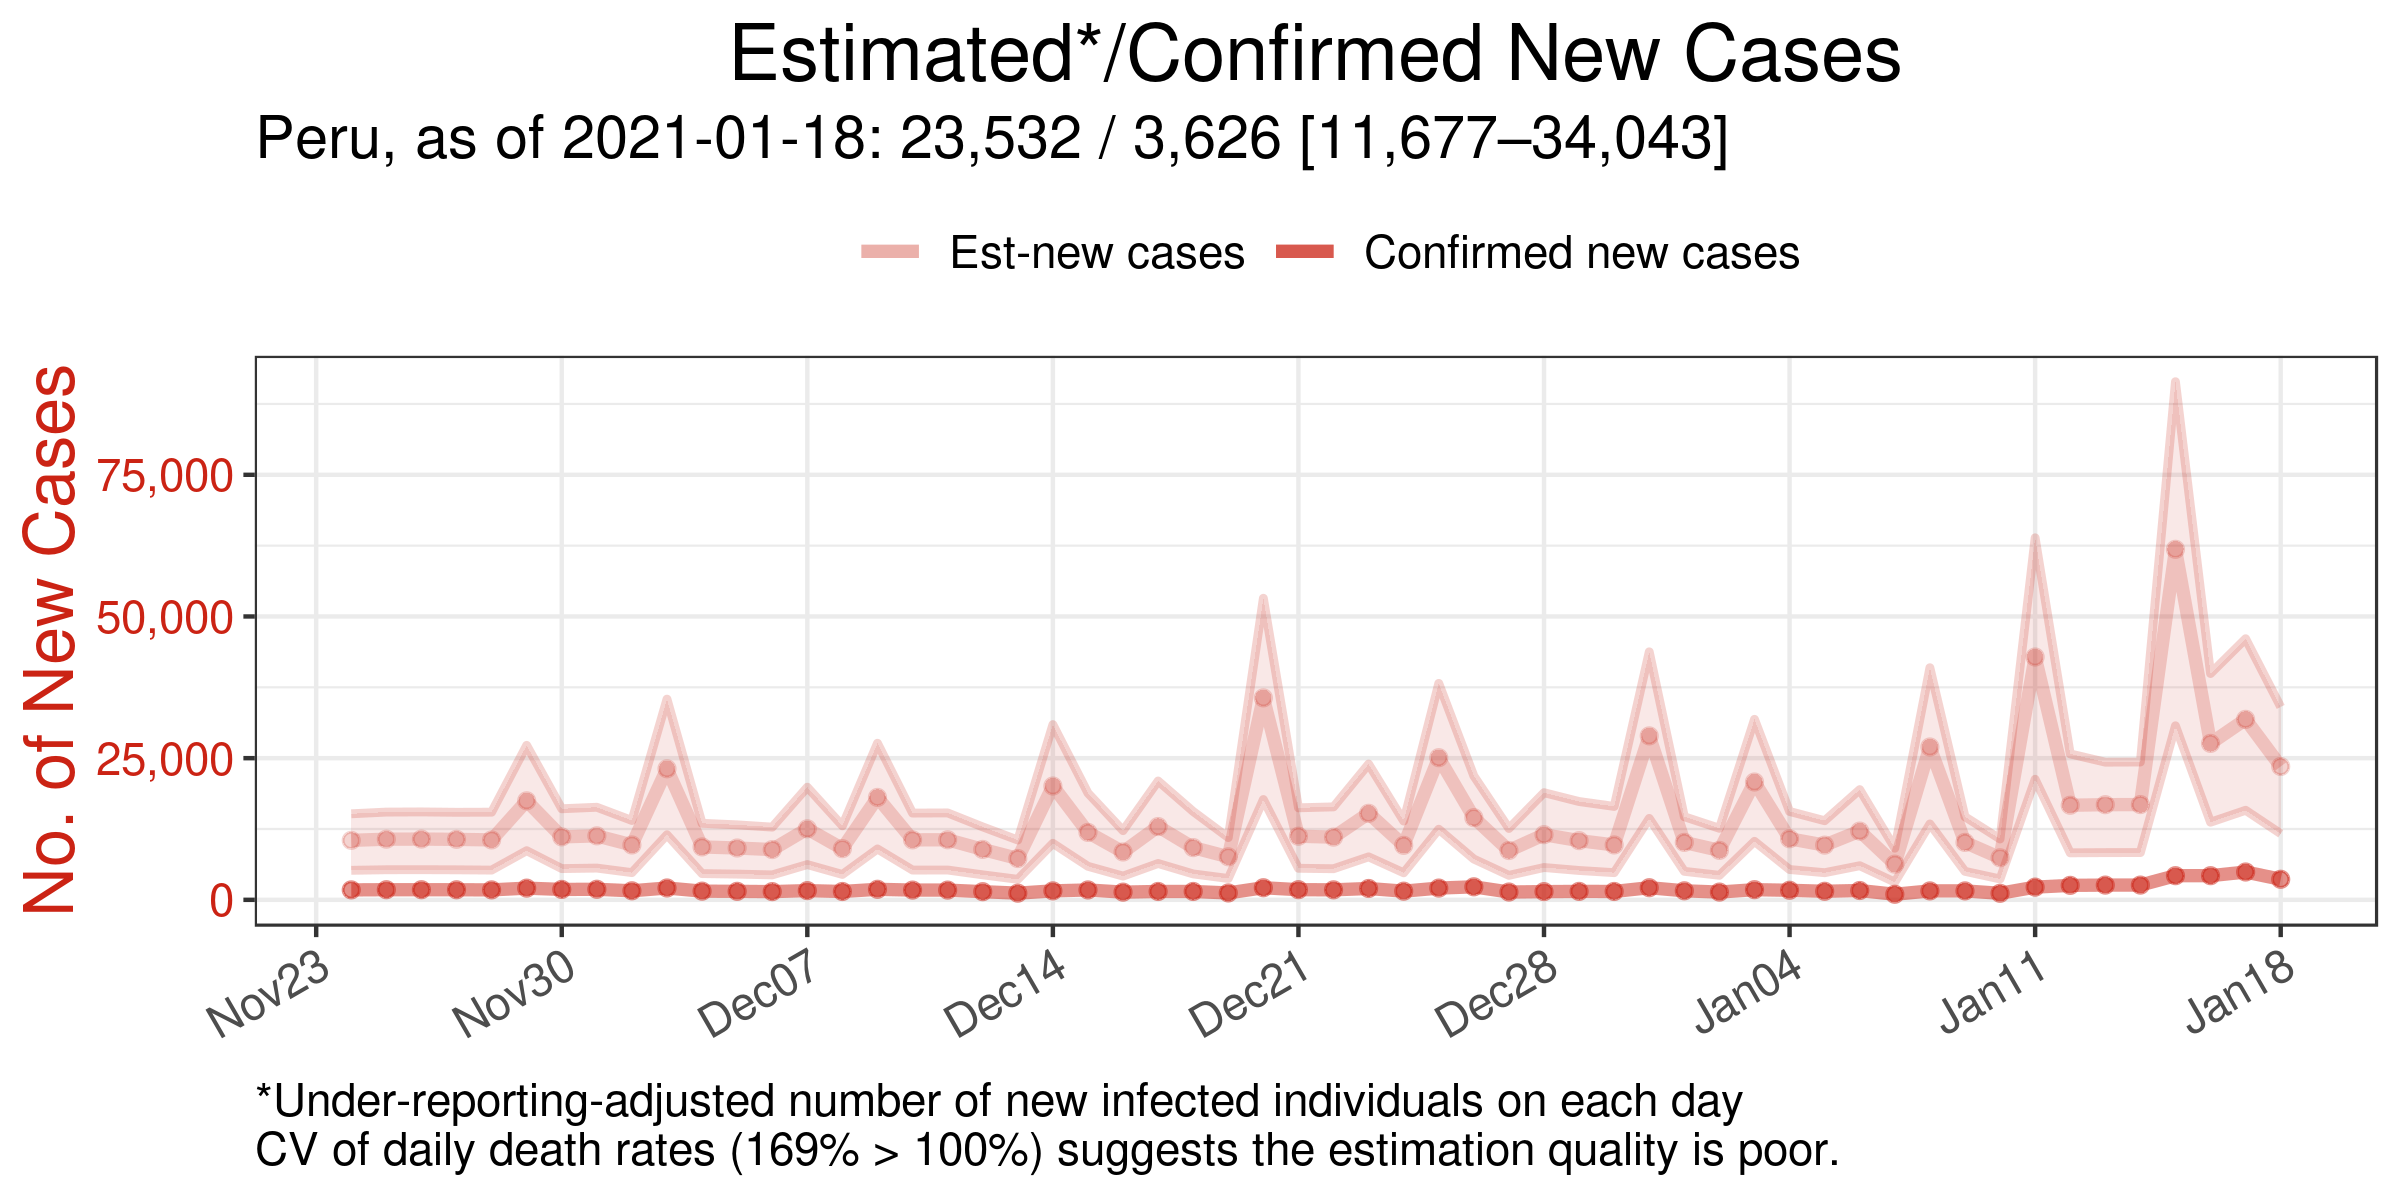 Estimated*/Confirmed New Cases
Peru, as of 2021-01-18: 23,532 / 3,626 [11,677–34,043]
Est-new cases Confirmed new cases
No. of New Cases
75,000
50,000
25,000
0
Nov23 Nov30 Dec07 Dec14 Dec21 Dec28 Jan04 Jan11 Jan18
*Under-reporting-adjusted number of new infected individuals on each day
CV of daily death rates (169% > 100%) suggests the estimation quality is poor.